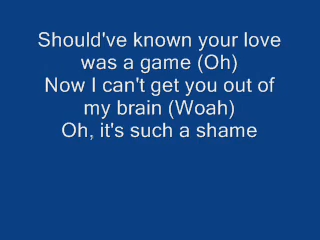 Should've known your love
was a game (Oh)
Now I can't get you out of
my brain (Woah)
Oh, it's such a shame